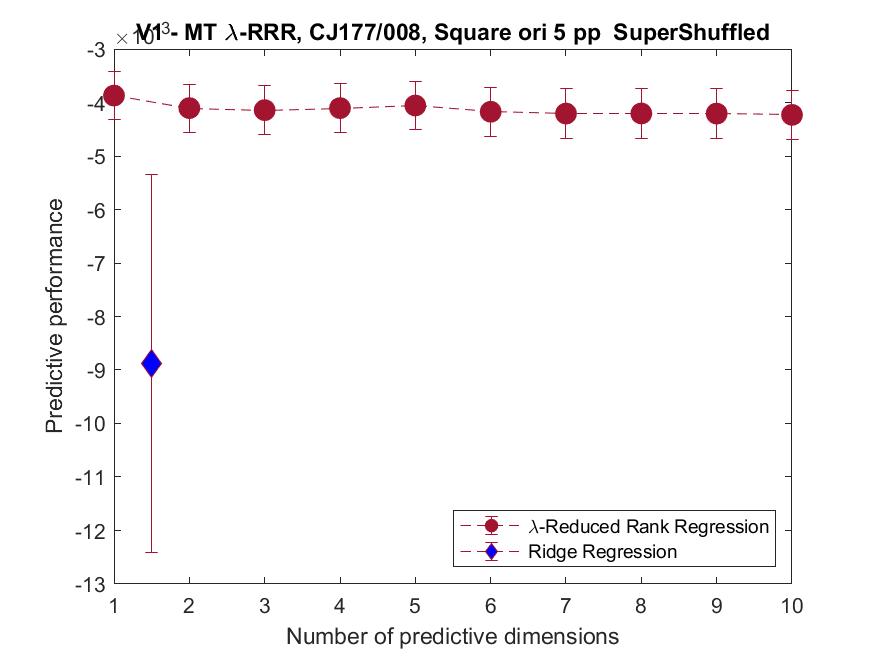 V1 - MT λ-RRR, CJ177/008, Square ori 5 pp  SuperShuffled
×10-3
-3
-4
-5
-6
-7
-8
-9
-10
-11
-12
-13
Predictive performance
λ-Reduced Rank Regression
Ridge Regression
1 2 3 4 5 6 7 8 9 10
Number of predictive dimensions